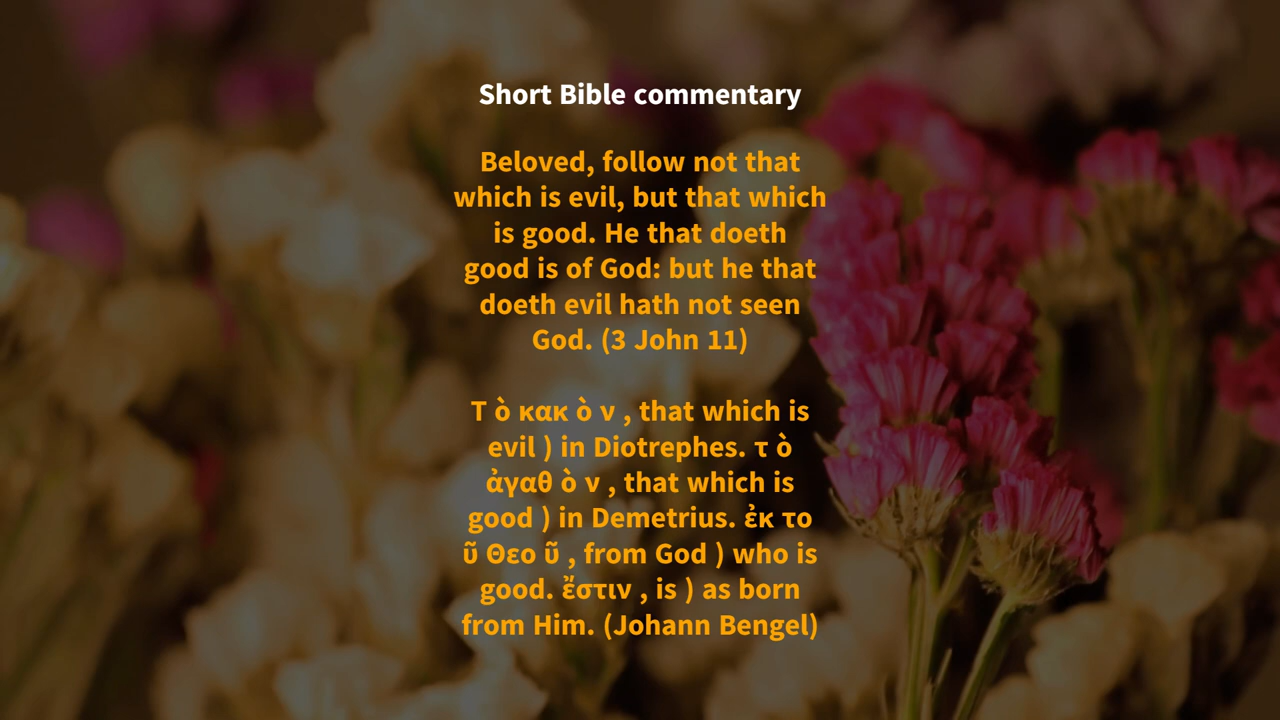 Short Bible commentary
Beloved, follow not that
which is evil, but that which
is good. He that doeth
good is of God: but he that
doeth evil hath not seen
God. (3 John 11)
Τ ὸ κακ ὸ ν , that which is
evil ) in Diotrephes. τ ὸ
ἀγαθ ὸ ν , that which is
good ) in Demetrius. ἐκ το
ῦ Θεο ῦ , from God ) who is
good. ἔστιν , is ) as born
from Him. (Johann Bengel)